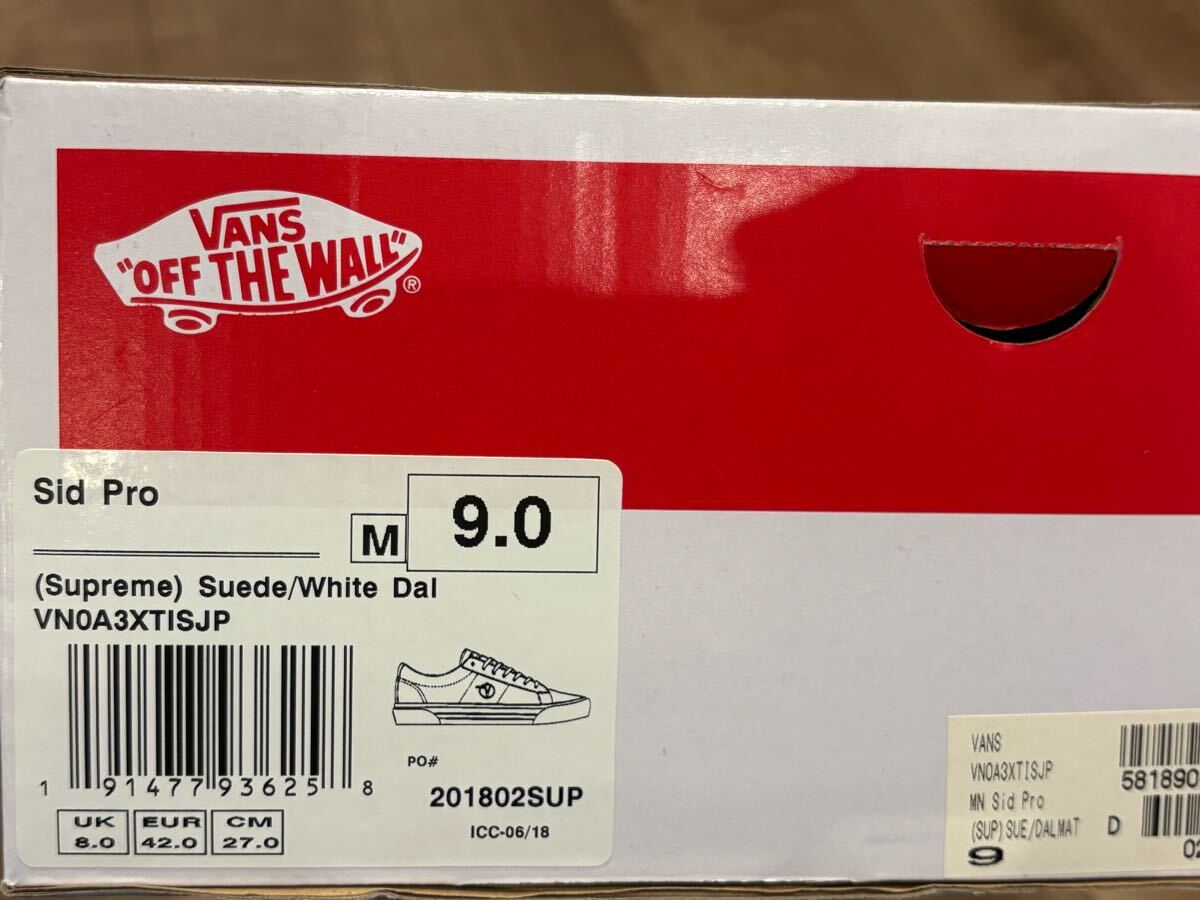 VANS
"OFF THE WALL"
®
Sid Pro
M
9.0
(Supreme) Suede/White Dal
VN0A3XTISJP
1 91477 93625 8
PO#
201802SUP
ICC-06/18
UK
8.0
EUR
42.0
CM
27.0
VANS
VN0A3XTISJP
MN Sid Pro
(SUP)SUE/DALMAT D
9
581890
02